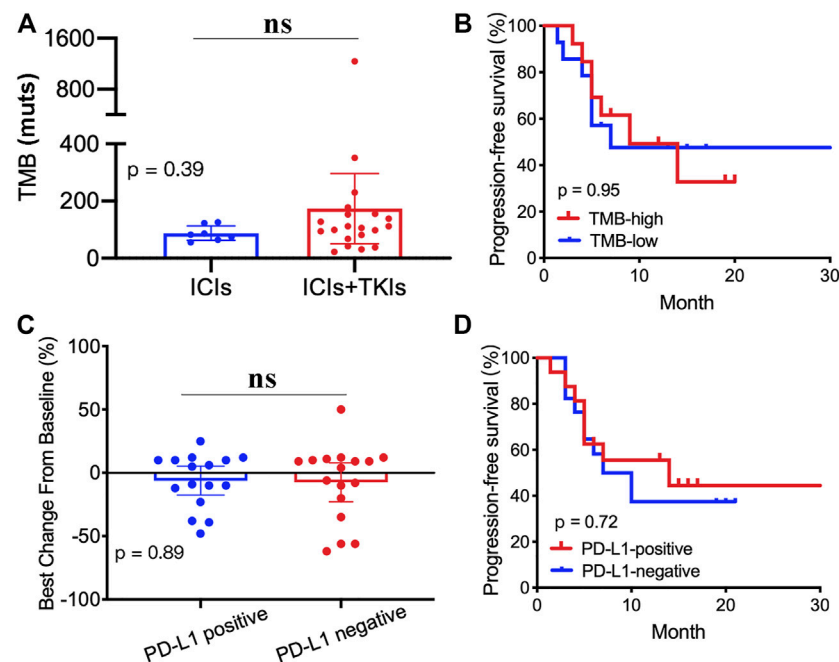 A
ns
TMB (muts)
1600
1200
800
400
200
0
p = 0.39
ICIs
ICIs+TKIs
B
Progression-free survival (%)
100
80
60
40
20
0
p = 0.95
TMB-high
TMB-low
0
10
20
30
Month
C
ns
Best Change From Baseline (%)
100
50
0
-50
-100
p = 0.89
PD-L1 positive
PD-L1 negative
D
Progression-free survival (%)
100
80
60
40
20
0
p = 0.72
PD-L1-positive
PD-L1-negative
0
10
20
30
Month